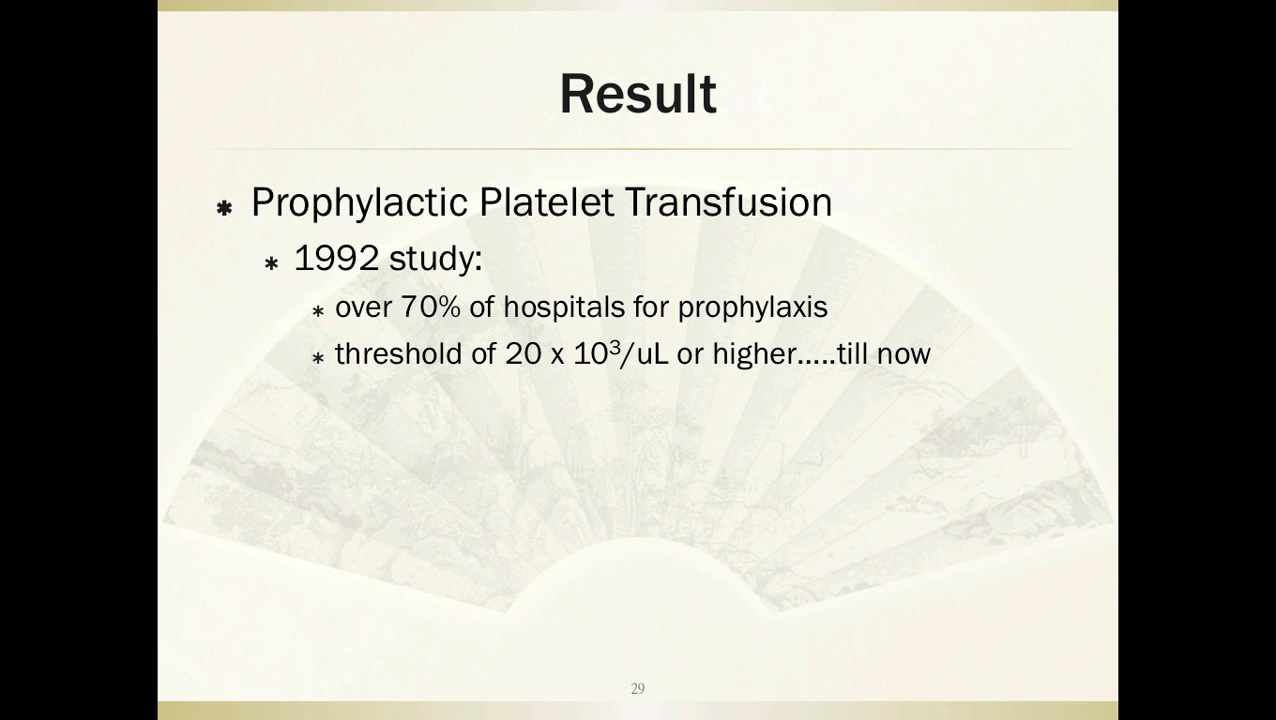 Result
* Prophylactic Platelet Transfusion
* 1992 study:
* over 70% of hospitals for prophylaxis
* threshold of 20 x 10³/uL or higher.....till now
29